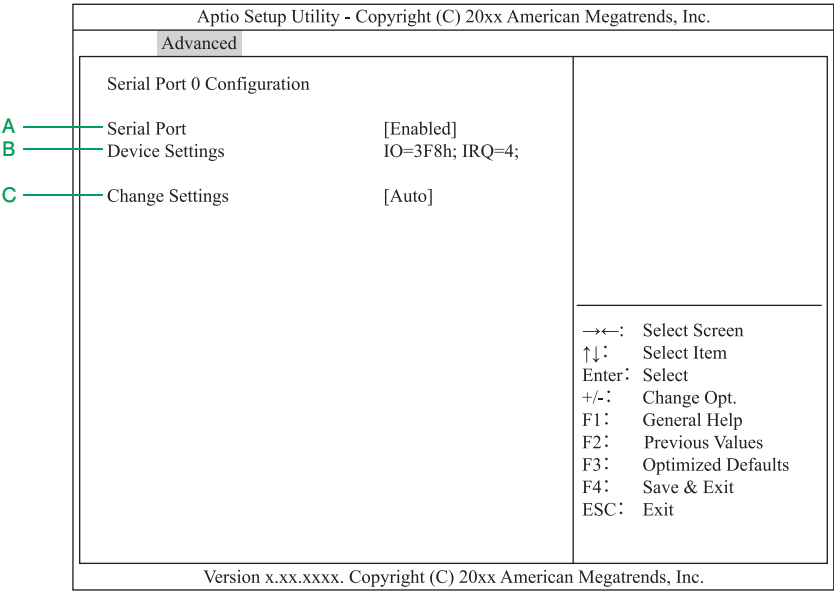 Aptio Setup Utility - Copyright (C) 20xx American Megatrends, Inc.
Advanced
Serial Port 0 Configuration
A Serial Port [Enabled]
B Device Settings IO=3F8h; IRQ=4;
C Change Settings [Auto]
→←: Select Screen
↑↓: Select Item
Enter: Select
+/-: Change Opt.
F1: General Help
F2: Previous Values
F3: Optimized Defaults
F4: Save & Exit
ESC: Exit
Version x.xx.xxxx. Copyright (C) 20xx American Megatrends, Inc.